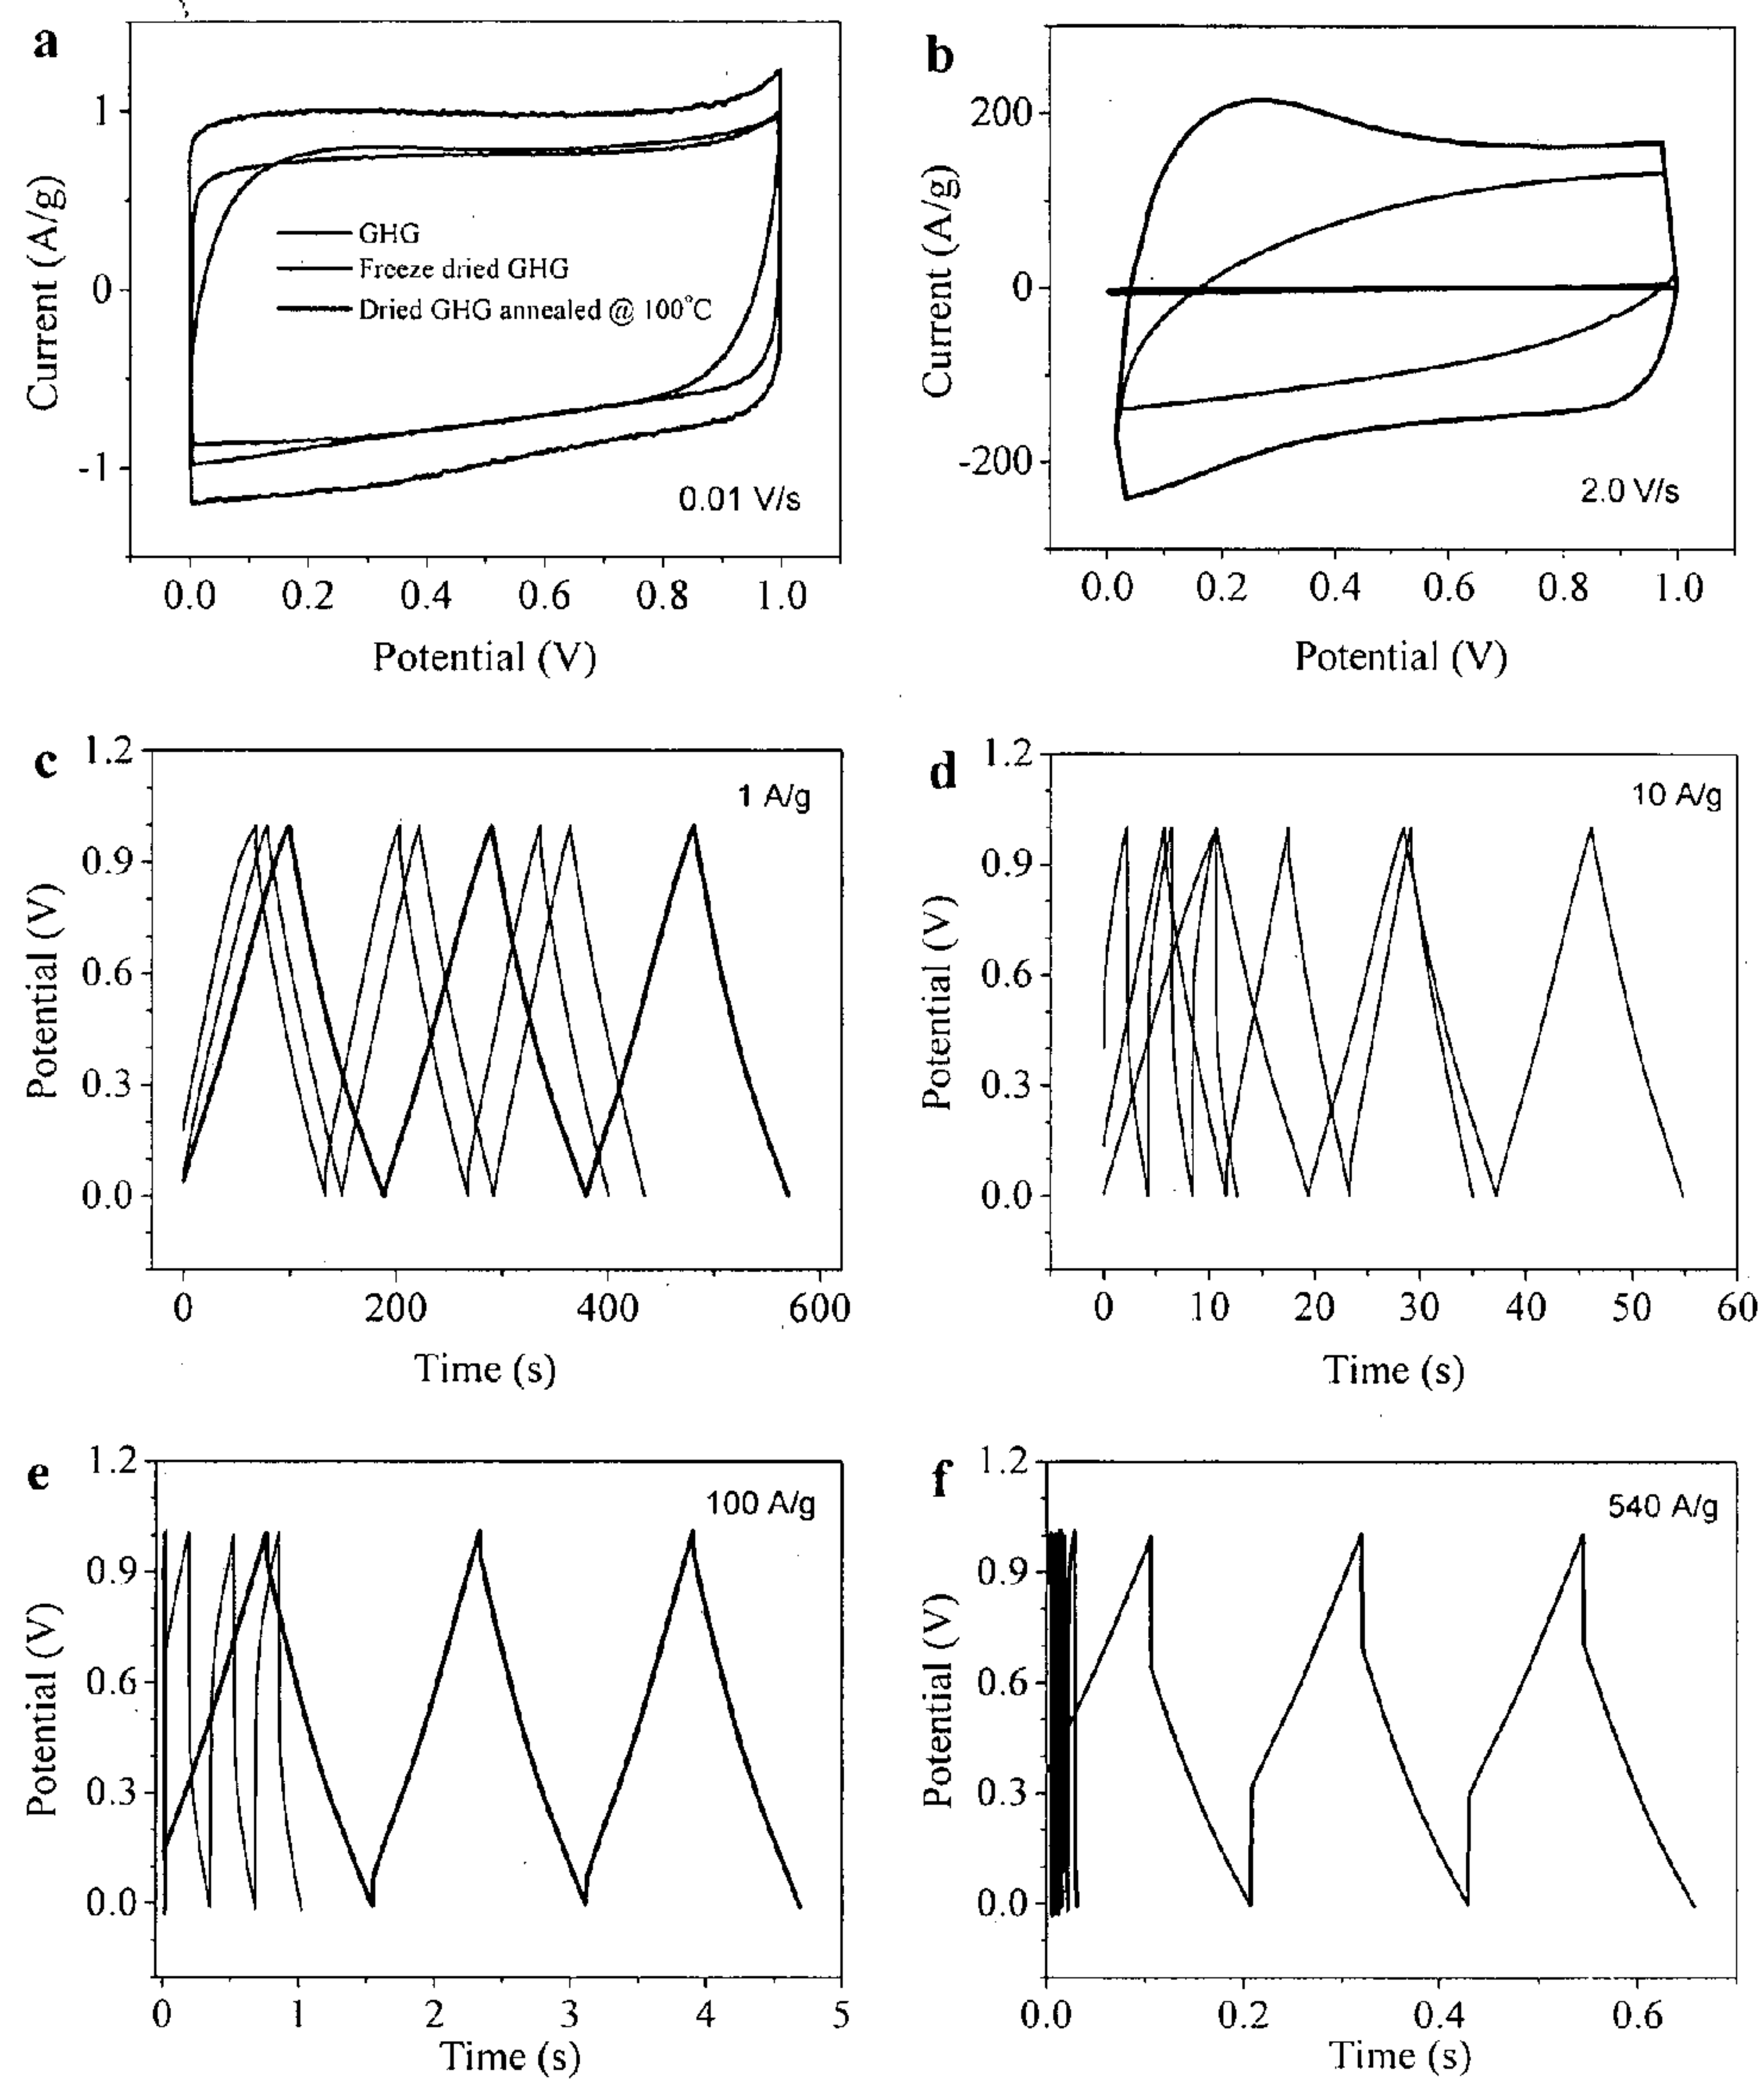 a
Current (A/g)
1
0
-1
GHG
Freeze dried GHG
Dried GHG annealed @ 100°C
0.01 V/s
0.0 0.2 0.4 0.6 0.8 1.0
Potential (V)
b
Current (A/g)
200
0
-200
2.0 V/s
0.0 0.2 0.4 0.6 0.8 1.0
Potential (V)
c
Potential (V)
1.2
0.9
0.6
0.3
0.0
1 A/g
0 200 400 600
Time (s)
d
Potential (V)
1.2
0.9
0.6
0.3
0.0
10 A/g
0 10 20 30 40 50 60
Time (s)
e
Potential (V)
1.2
0.9
0.6
0.3
0.0
100 A/g
0 1 2 3 4 5
Time (s)
f
Potential (V)
1.2
0.9
0.6
0.3
0.0
540 A/g
0.0 0.2 0.4 0.6
Time (s)